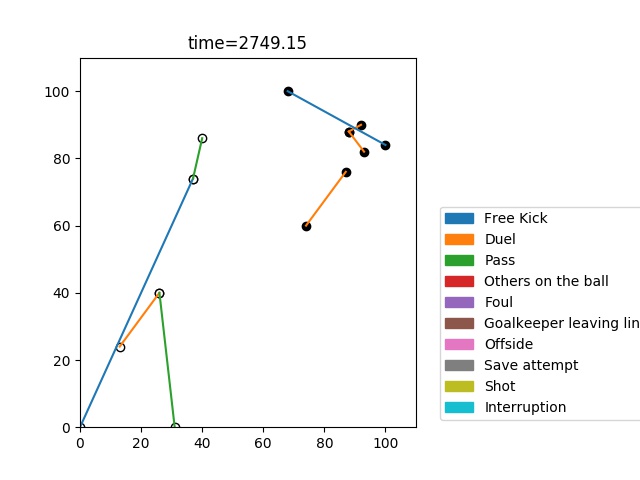 time=2749.15
100
80
60
40
20
0
0 20 40 60 80 100
Free Kick
Duel
Pass
Others on the ball
Foul
Goalkeeper leaving lin
Offside
Save attempt
Shot
Interruption